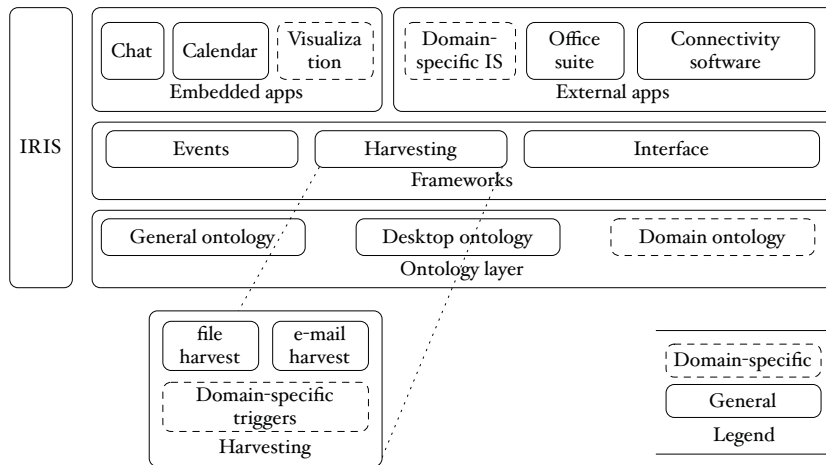 IRIS
Chat
Calendar
Visualiza
tion
Embedded apps
Domain-
specific IS
Office
suite
Connectivity
software
External apps
Events
Harvesting
Interface
Frameworks
General ontology
Desktop ontology
Domain ontology
Ontology layer
file
harvest
e-mail
harvest
Domain-specific
triggers
Harvesting
Domain-specific
General
Legend